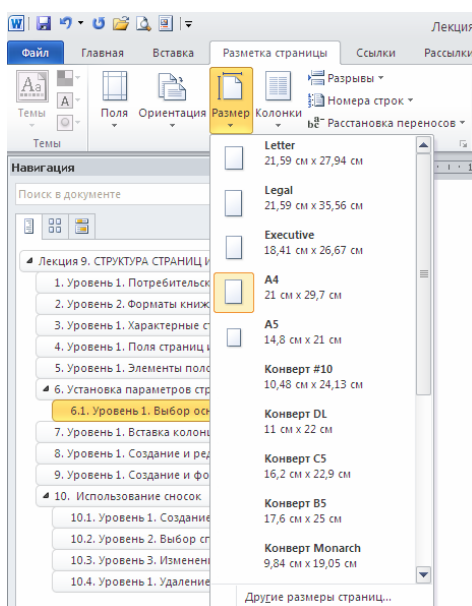 Лекция
Файл Главная Вставка Разметка страницы Ссылки Рассылки
Темы
Поля
Ориентация
Размер
Колонки
Разрывы
Номера строк
Расстановка переносов
Темы
Навигация
Поиск в документе
Лекция 9. СТРУКТУРА СТРАНИЦ И
1. Уровень 1. Потребительск
2. Уровень 2. Форматы книж
3. Уровень 1. Характерные с
4. Уровень 1. Поля страниц
5. Уровень 1. Элементы поло
6. Установка параметров стр
6.1. Уровень 1. Выбор осн
7. Уровень 1. Вставка колон
8. Уровень 1. Создание и ред
9. Уровень 1. Создание и фо
10. Использование сносок
10.1. Уровень 1. Создание
10.2. Уровень 2. Выбор сп
10.3. Уровень 3. Изменени
10.4. Уровень 1. Удаление
Letter
21,59 см x 27,94 см
Legal
21,59 см x 35,56 см
Executive
18,41 см x 26,67 см
A4
21 см x 29,7 см
A5
14,8 см x 21 см
Конверт #10
10,48 см x 24,13 см
Конверт DL
11 см x 22 см
Конверт C5
16,2 см x 22,9 см
Конверт B5
17,6 см x 25 см
Конверт Monarch
9,84 см x 19,05 см
Другие размеры страниц...